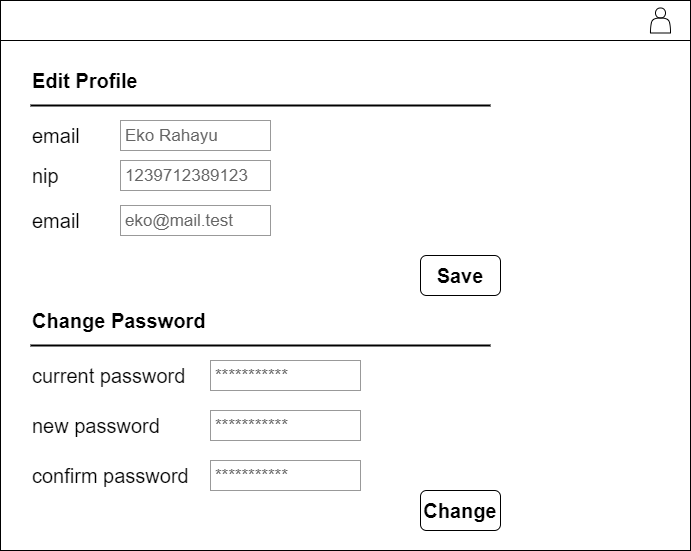 Edit Profile
email Eko Rahayu
nip 1239712389123
email eko@mail.test
Save
Change Password
current password ***********
new password ***********
confirm password ***********
Change